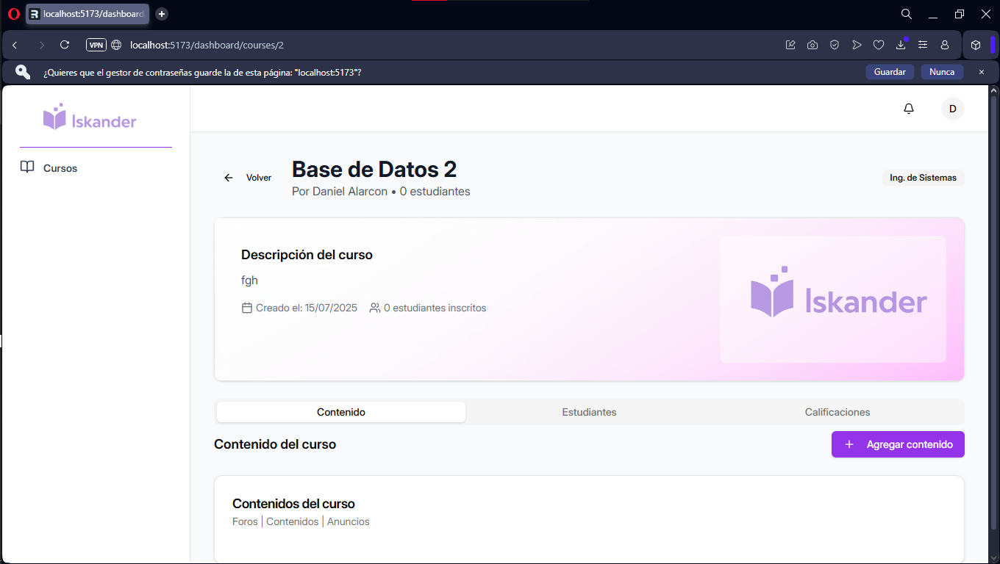 localhost:5173/dashboard
VPN localhost:5173/dashboard/courses/2
¿Quieres que el gestor de contraseñas guarde la de esta página: "localhost:5173"? Guardar Nunca
Iskander
D
Cursos
Volver
Base de Datos 2
Por Daniel Alarcon • 0 estudiantes
Ing. de Sistemas
Descripción del curso
fgh
Creado el: 15/07/2025 0 estudiantes inscritos
Iskander
Contenido Estudiantes Calificaciones
Contenido del curso
+ Agregar contenido
Contenidos del curso
Foros | Contenidos | Anuncios